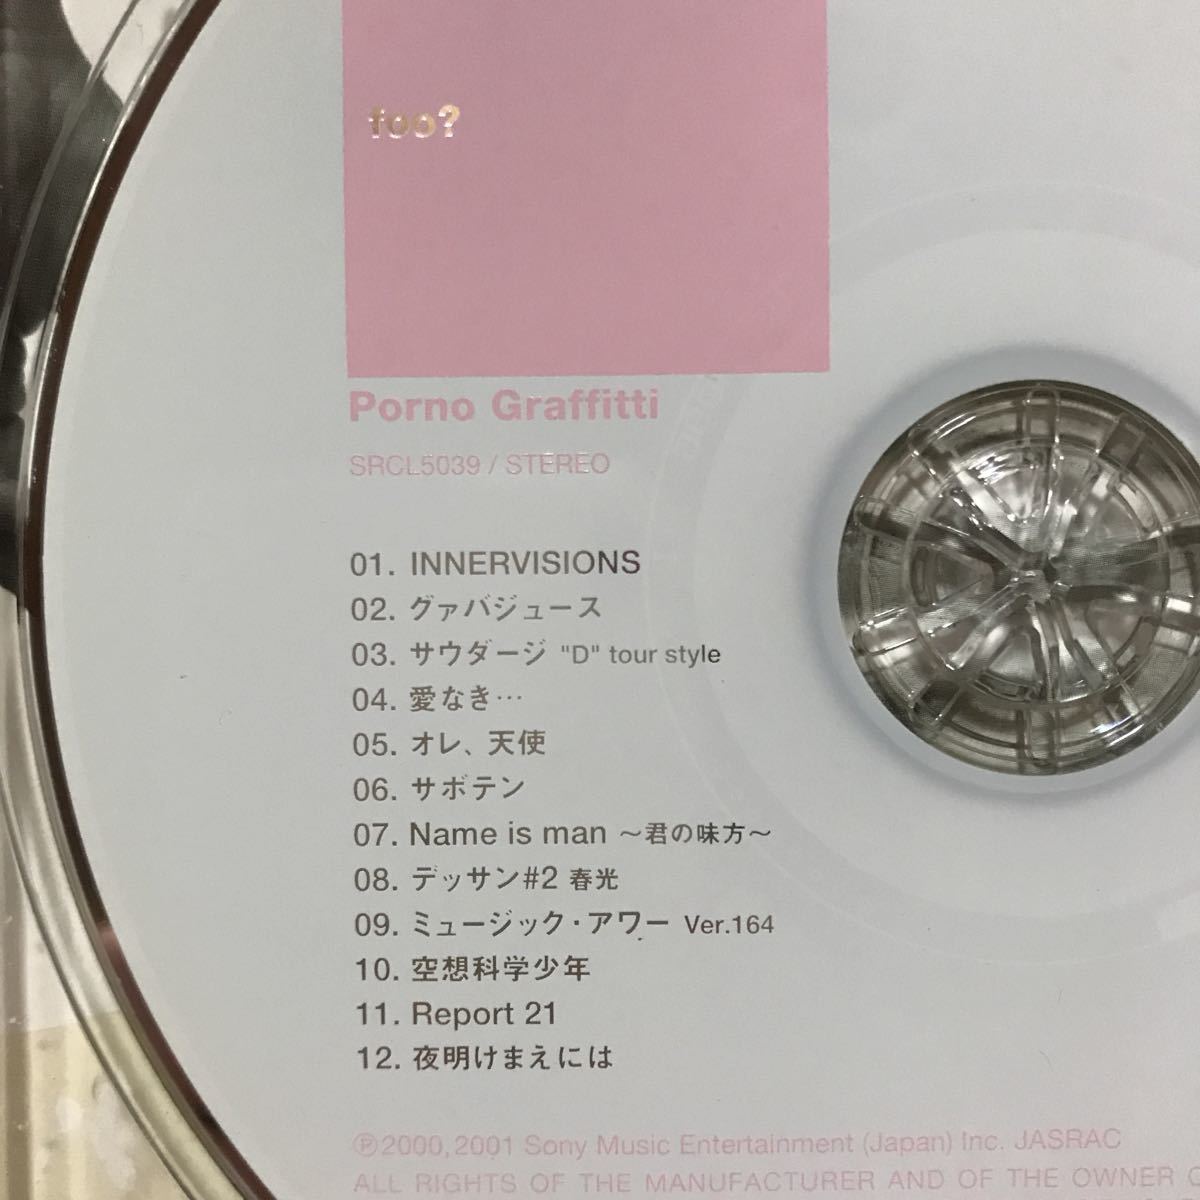 foo?
Porno Graffitti
SRCL5039 / STEREO
01. INNERVISIONS
02. グァバジュース
03. サウダージ "D" tour style
04. 愛なき…
05. オレ、天使
06. サボテン
07. Name is man ～君の味方～
08. デッサン#2 春光
09. ミュージック・アワー Ver.164
10. 空想科学少年
11. Report 21
12. 夜明けまえには
Ⓟ2000,2001 Sony Music Entertainment (Japan) Inc. JASRAC
ALL RIGHTS OF THE MANUFACTURER AND OF THE OWNER